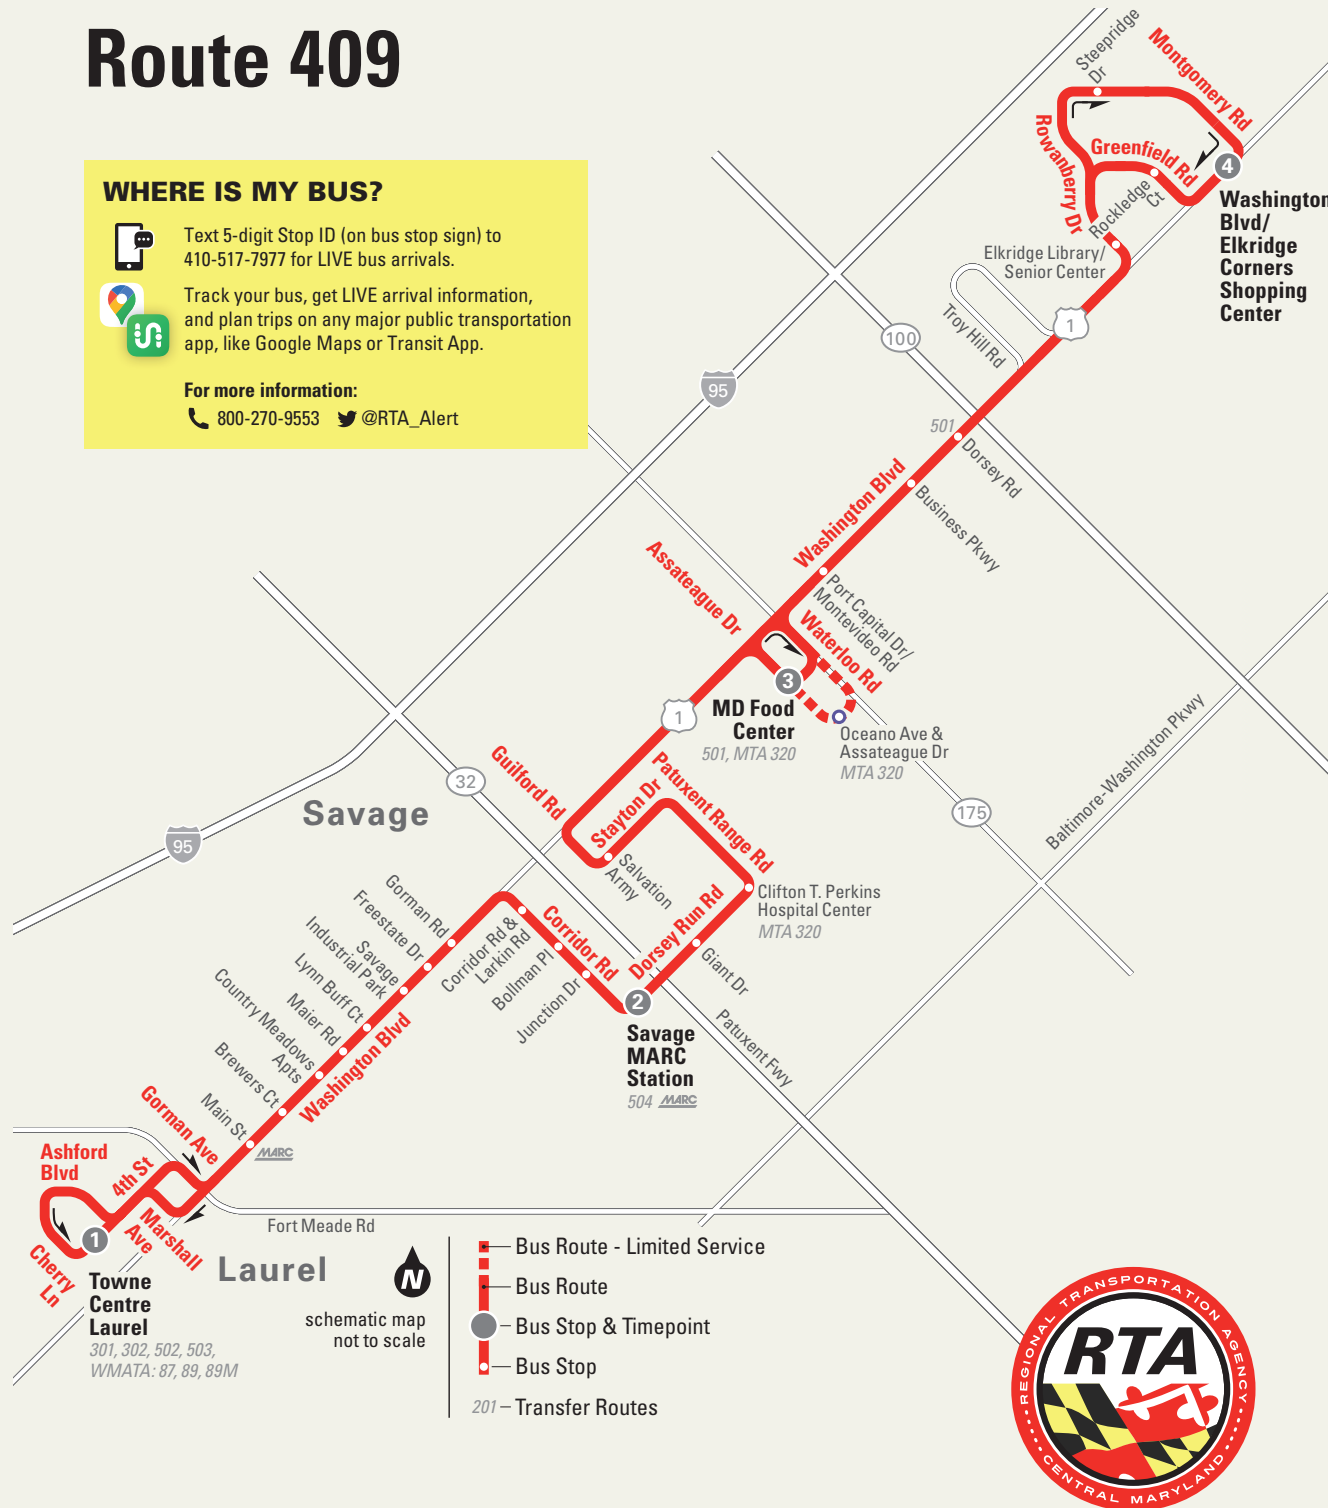 Route 409
WHERE IS MY BUS?
Text 5-digit Stop ID (on bus stop sign) to
410-517-7977 for LIVE bus arrivals.
Track your bus, get LIVE arrival information,
and plan trips on any major public transportation
app, like Google Maps or Transit App.
For more information:
800-270-9553 @RTA_Alert
Steepridge
Dr
Montgomery Rd
Rowanberry Dr
Greenfield Rd
Rockledge
Ct
4
Washington
Blvd/
Elkridge
Corners
Shopping
Center
Elkridge Library/
Senior Center
Troy Hill Rd
1
100
95
501
Dorsey Rd
Washington Blvd
Business Pkwy
Assateague Dr
Port Capital Dr/
Montevideo Rd
Waterloo Rd
3
MD Food
Center
501, MTA 320
Oceano Ave &
Assateague Dr
MTA 320
1
175
Baltimore-Washington Pkwy
32
Savage
95
Guilford Rd
Stayton Dr
Patuxent Range Rd
Salvation
Army
Clifton T. Perkins
Hospital Center
MTA 320
Dorsey Run Rd
Giant Dr
Corridor Rd
Patuxent Fwy
Gorman Rd
Freestate Dr
Savage
Industrial Park
Lynn Buff Ct
Maier Rd
Country Meadows
Apts
Brewers Ct
Main St
Corridor Rd &
Larkin Rd
Bollman Pl
Junction Dr
2
Savage
MARC
Station
504 MARC
Washington Blvd
MARC
Gorman Ave
Ashford
Blvd
4th St
Marshall
Ave
Cherry
Ln
1
Towne
Centre
Laurel
301, 302, 502, 503,
WMATA: 87, 89, 89M
Fort Meade Rd
Laurel
N
schematic map
not to scale
Bus Route - Limited Service
Bus Route
Bus Stop & Timepoint
Bus Stop
201 – Transfer Routes
REGIONAL TRANSPORTATION AGENCY
RTA
CENTRAL MARYLAND